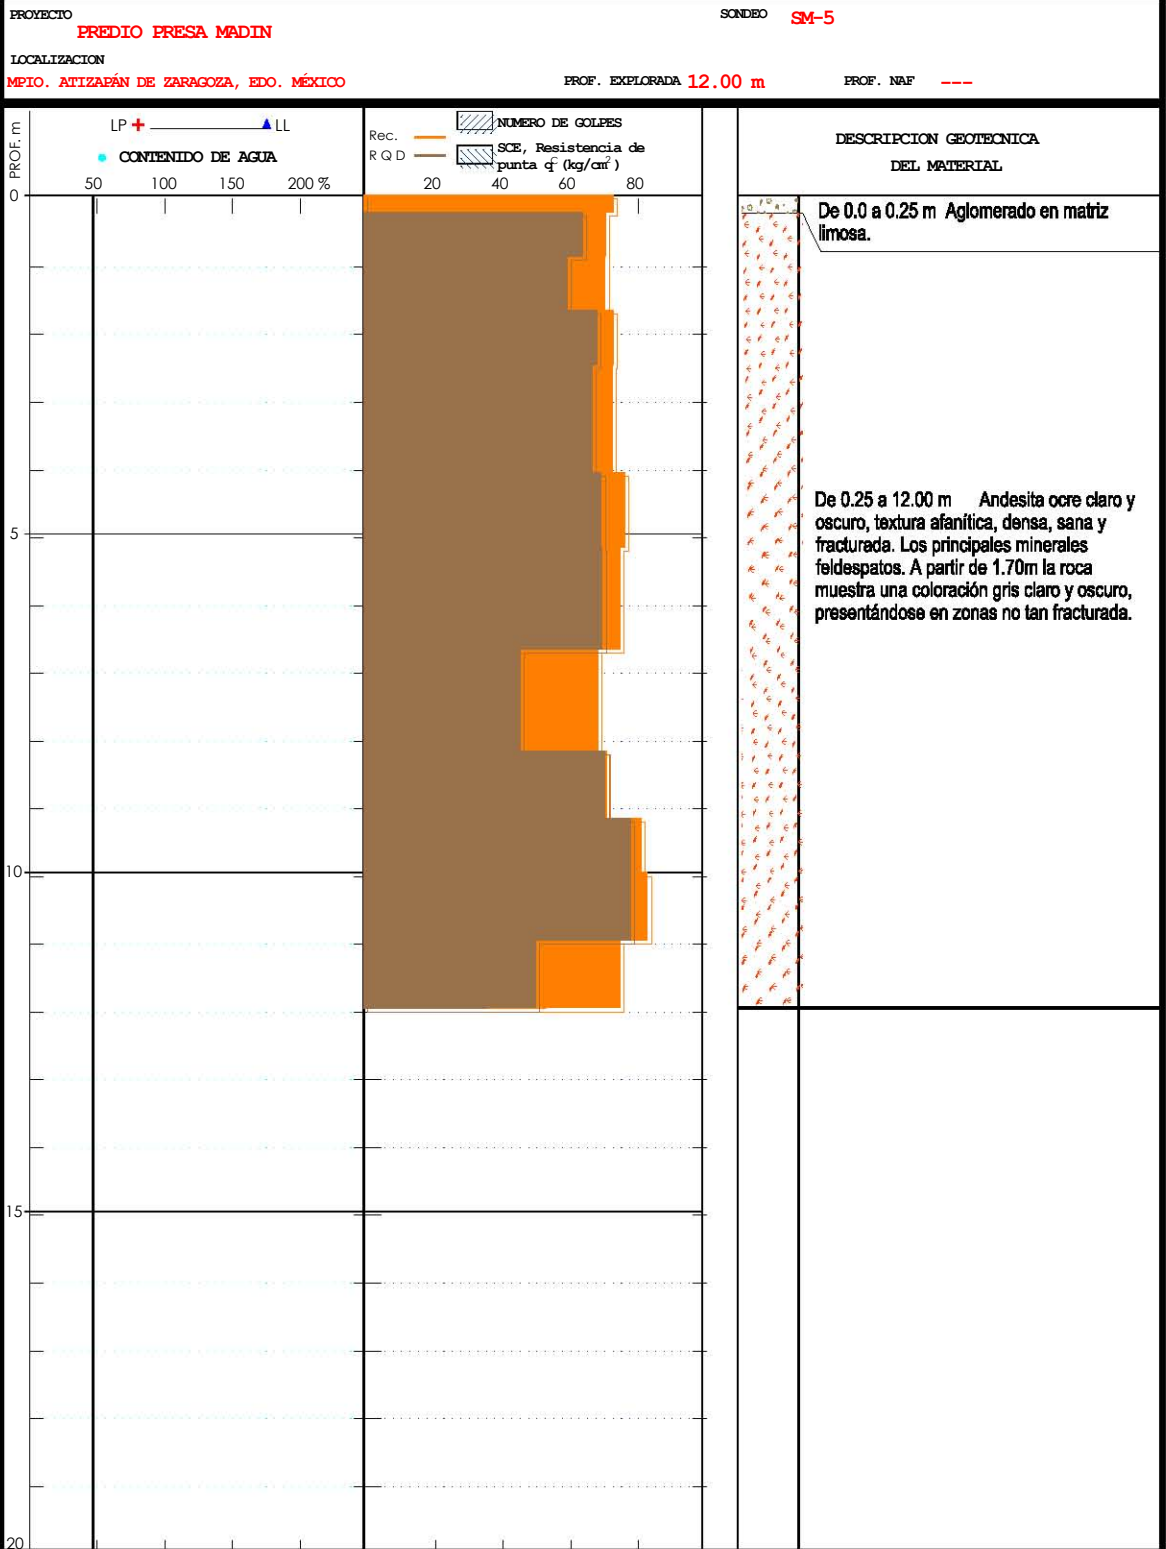 PROYECTO
PREDIO PRESA MADIN
SONDEO SM-5
LOCALIZACION
MPIO. ATIZAPÁN DE ZARAGOZA, EDO. MÉXICO
PROF. EXPLORADA 12.00 m
PROF. NAF ---
PROF. m
LP LL
CONTENIDO DE AGUA
50 100 150 200 %
Rec.
R Q D
NUMERO DE GOLPES
SCE, Resistencia de
punta qc (kg/cm2)
20 40 60 80
DESCRIPCION GEOTECNICA
DEL MATERIAL
0
De 0.0 a 0.25 m Aglomerado en matriz
limosa.
De 0.25 a 12.00 m Andesita ocre claro y
oscuro, textura afanítica, densa, sana y
fracturada. Los principales minerales
feldespatos. A partir de 1.70m la roca
muestra una coloración gris claro y oscuro,
presentándose en zonas no tan fracturada.
5
10
15
20